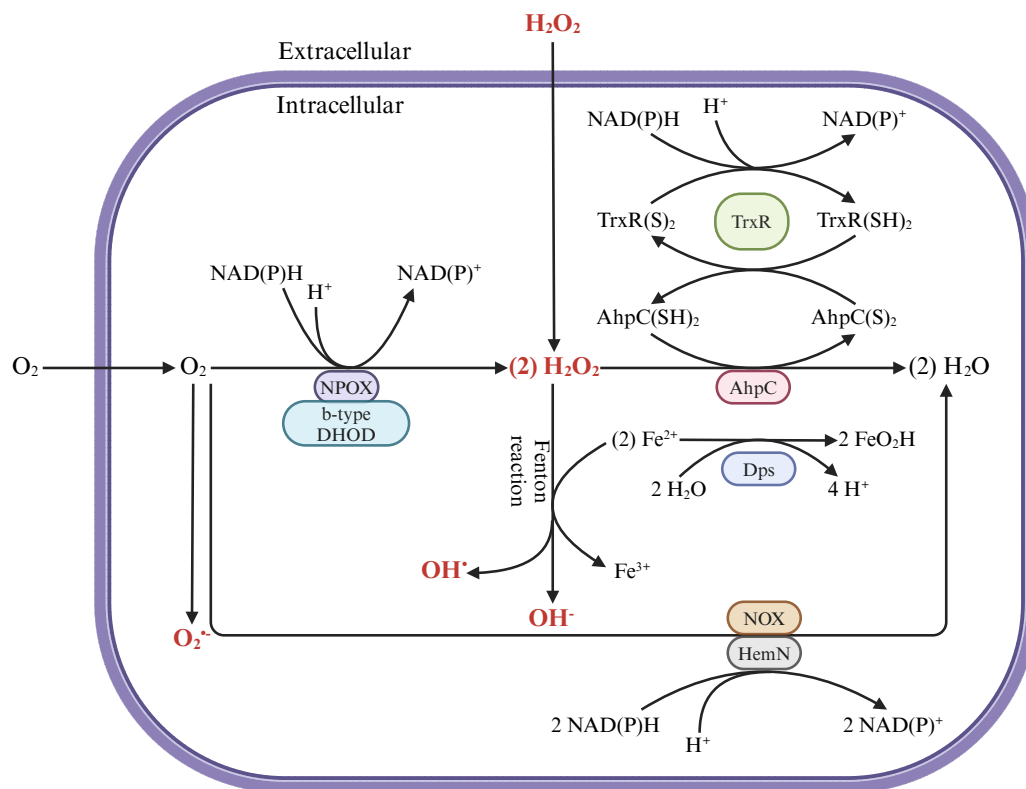 H₂O₂
Extracellular
Intracellular
NAD(P)H
H⁺
NAD(P)⁺
TrxR(S)₂
TrxR
TrxR(SH)₂
NAD(P)H
H⁺
NAD(P)⁺
AhpC(SH)₂
AhpC(S)₂
O₂
O₂
(2) H₂O₂
(2) H₂O
NPOX
AhpC
b-type
DHOD
Fenton
reaction
(2) Fe²⁺
2 FeO₂H
Dps
2 H₂O
4 H⁺
OH•
Fe³⁺
OH⁻
NOX
O₂•⁻
HemN
2 NAD(P)H
H⁺
2 NAD(P)⁺